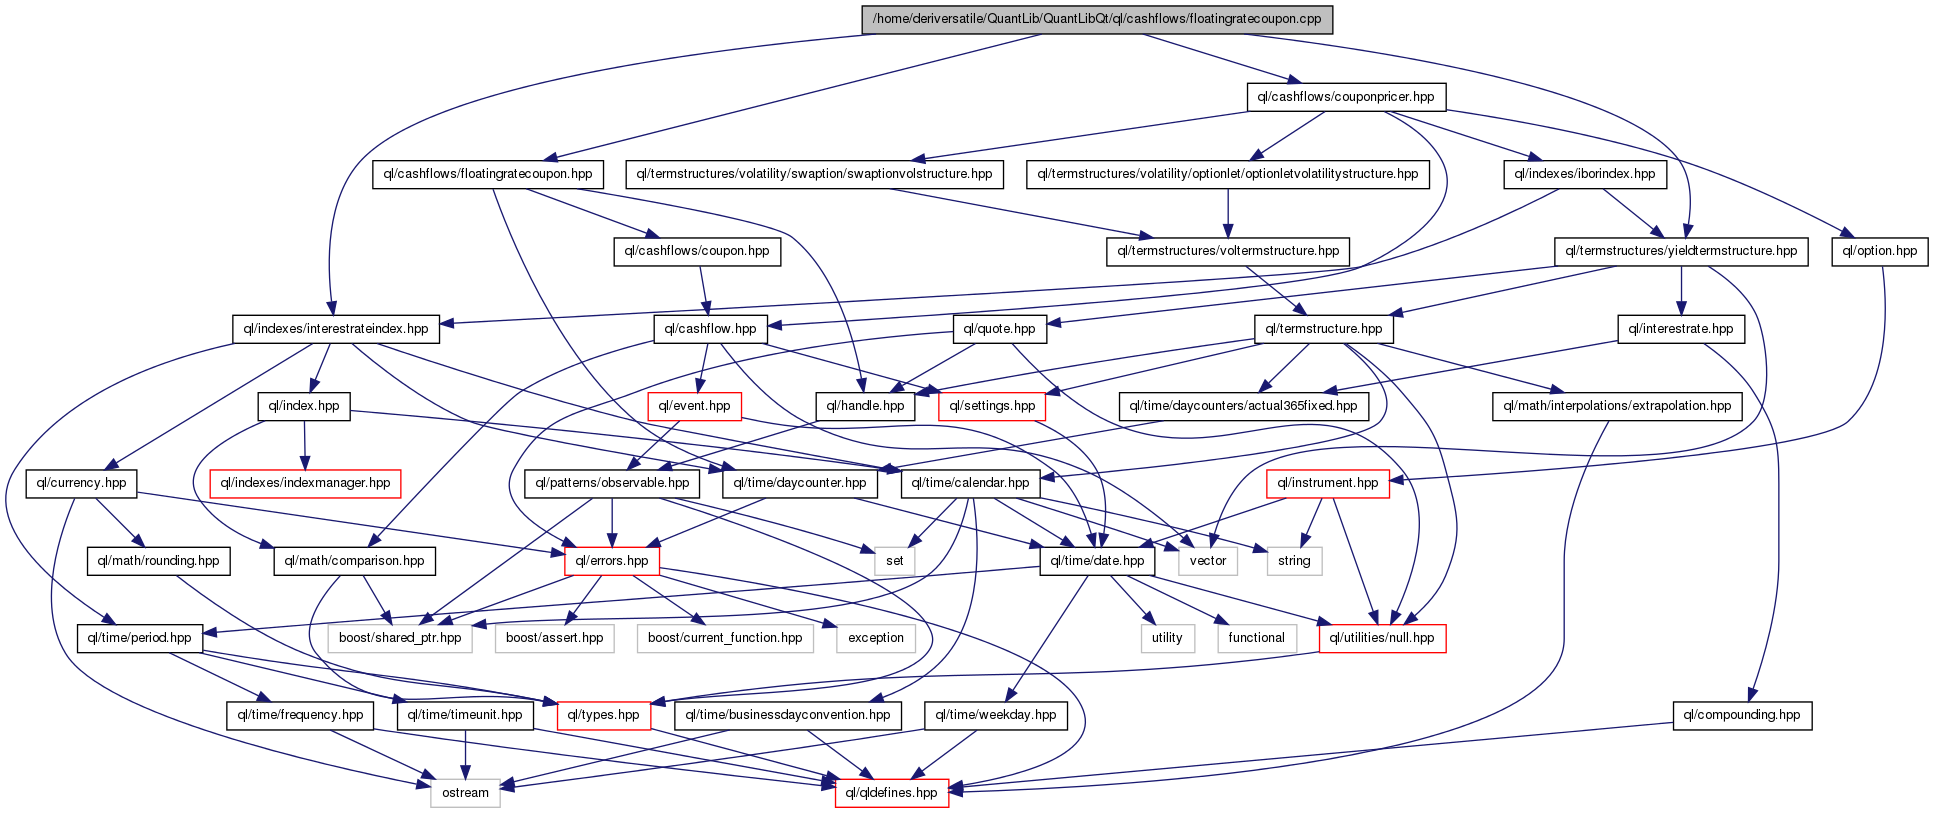 /home/deriversatile/QuantLib/QuantLibQt/ql/cashflows/floatingratecoupon.cpp
ql/cashflows/couponpricer.hpp
ql/cashflows/floatingratecoupon.hpp
ql/termstructures/volatility/swaption/swaptionvolstructure.hpp
ql/termstructures/volatility/optionlet/optionletvolatilitystructure.hpp
ql/indexes/iborindex.hpp
ql/cashflows/coupon.hpp
ql/termstructures/voltermstructure.hpp
ql/termstructures/yieldtermstructure.hpp
ql/option.hpp
ql/indexes/interestrateindex.hpp
ql/cashflow.hpp
ql/quote.hpp
ql/termstructure.hpp
ql/interestrate.hpp
ql/index.hpp
ql/event.hpp
ql/handle.hpp
ql/settings.hpp
ql/time/daycounters/actual365fixed.hpp
ql/math/interpolations/extrapolation.hpp
ql/currency.hpp
ql/indexes/indexmanager.hpp
ql/patterns/observable.hpp
ql/time/daycounter.hpp
ql/time/calendar.hpp
ql/instrument.hpp
ql/math/rounding.hpp
ql/math/comparison.hpp
ql/errors.hpp
set
ql/time/date.hpp
vector
string
ql/time/period.hpp
boost/shared_ptr.hpp
boost/assert.hpp
boost/current_function.hpp
exception
utility
functional
ql/utilities/null.hpp
ql/time/frequency.hpp
ql/time/timeunit.hpp
ql/types.hpp
ql/time/businessdayconvention.hpp
ql/time/weekday.hpp
ql/compounding.hpp
ostream
ql/qldefines.hpp